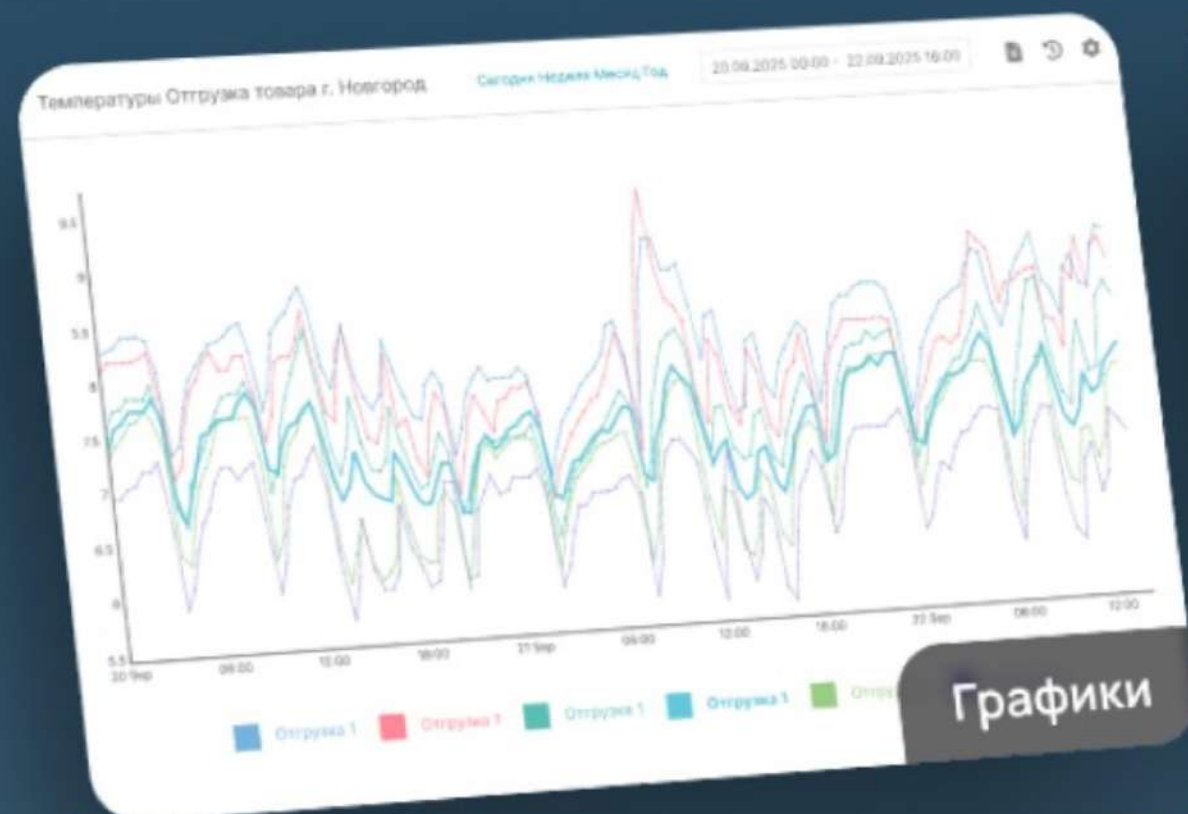 Температуры Отгрузка товара г. Новгород
Сегодня Неделя Месяц Год
20.09.2025 00:00 - 22.09.2025 16:00
9.5
9
8.5
8
7.5
7
6.5
6
5.5
20 Sep 06:00 12:00 18:00 21 Sep 06:00 12:00 18:00 22 Sep 06:00 12:00
Отгрузка 1 Отгрузка 1 Отгрузка 1 Отгрузка 1
Графики